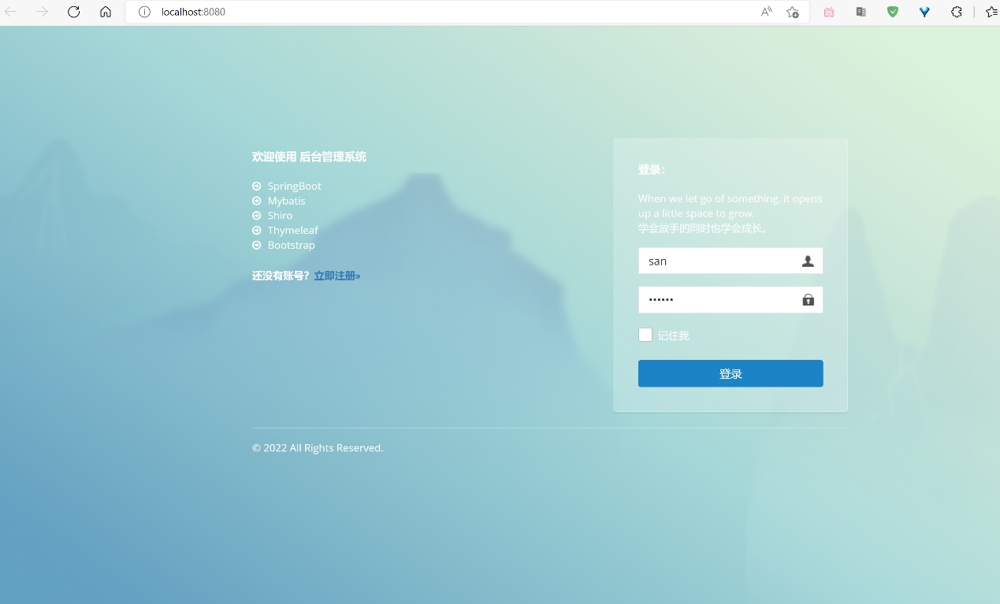 localhost:8080
欢迎使用 后台管理系统
SpringBoot
Mybatis
Shiro
Thymeleaf
Bootstrap
还没有账号？立即注册»
登录：
When we let go of something, it opens
up a little space to grow.
学会放手的同时也学会成长。
san
••••••
记住我
登录
© 2022 All Rights Reserved.